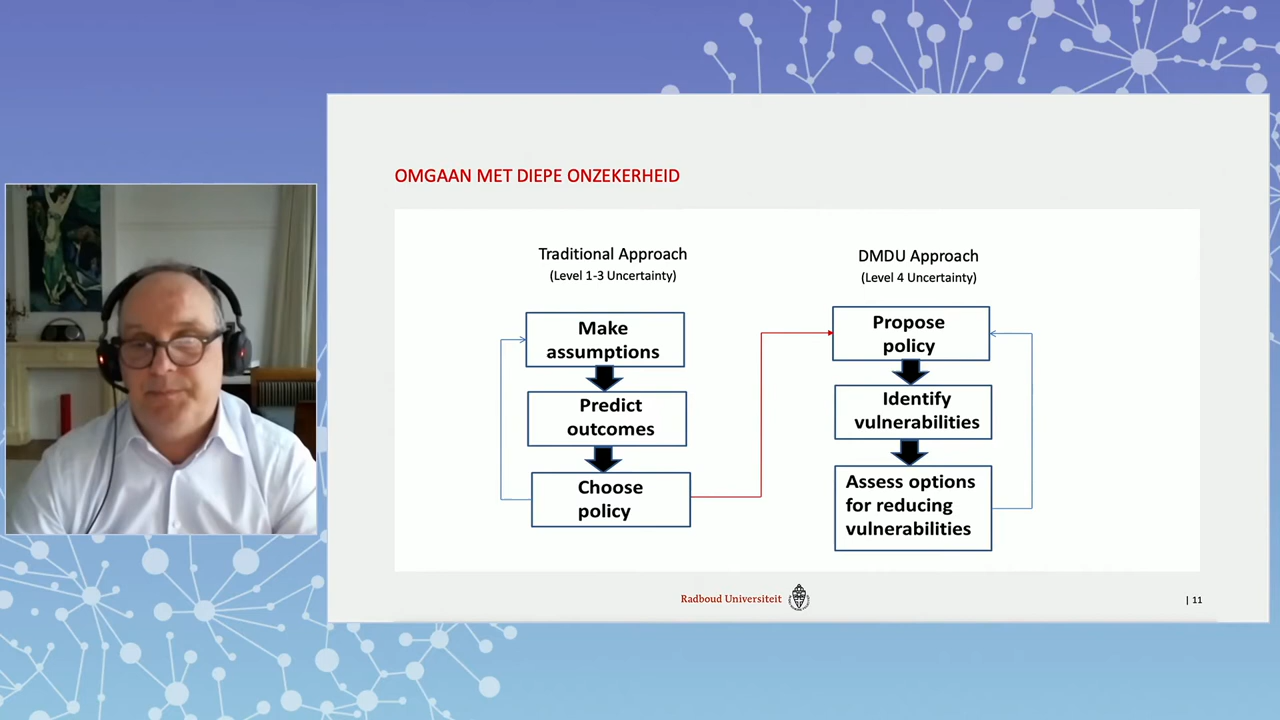 OMGAAN MET DIEPE ONZEKERHEID
Traditional Approach
(Level 1-3 Uncertainty)
Make
assumptions
Predict
outcomes
Choose
policy
DMDU Approach
(Level 4 Uncertainty)
Propose
policy
Identify
vulnerabilities
Assess options
for reducing
vulnerabilities
Radboud Universiteit
| 11